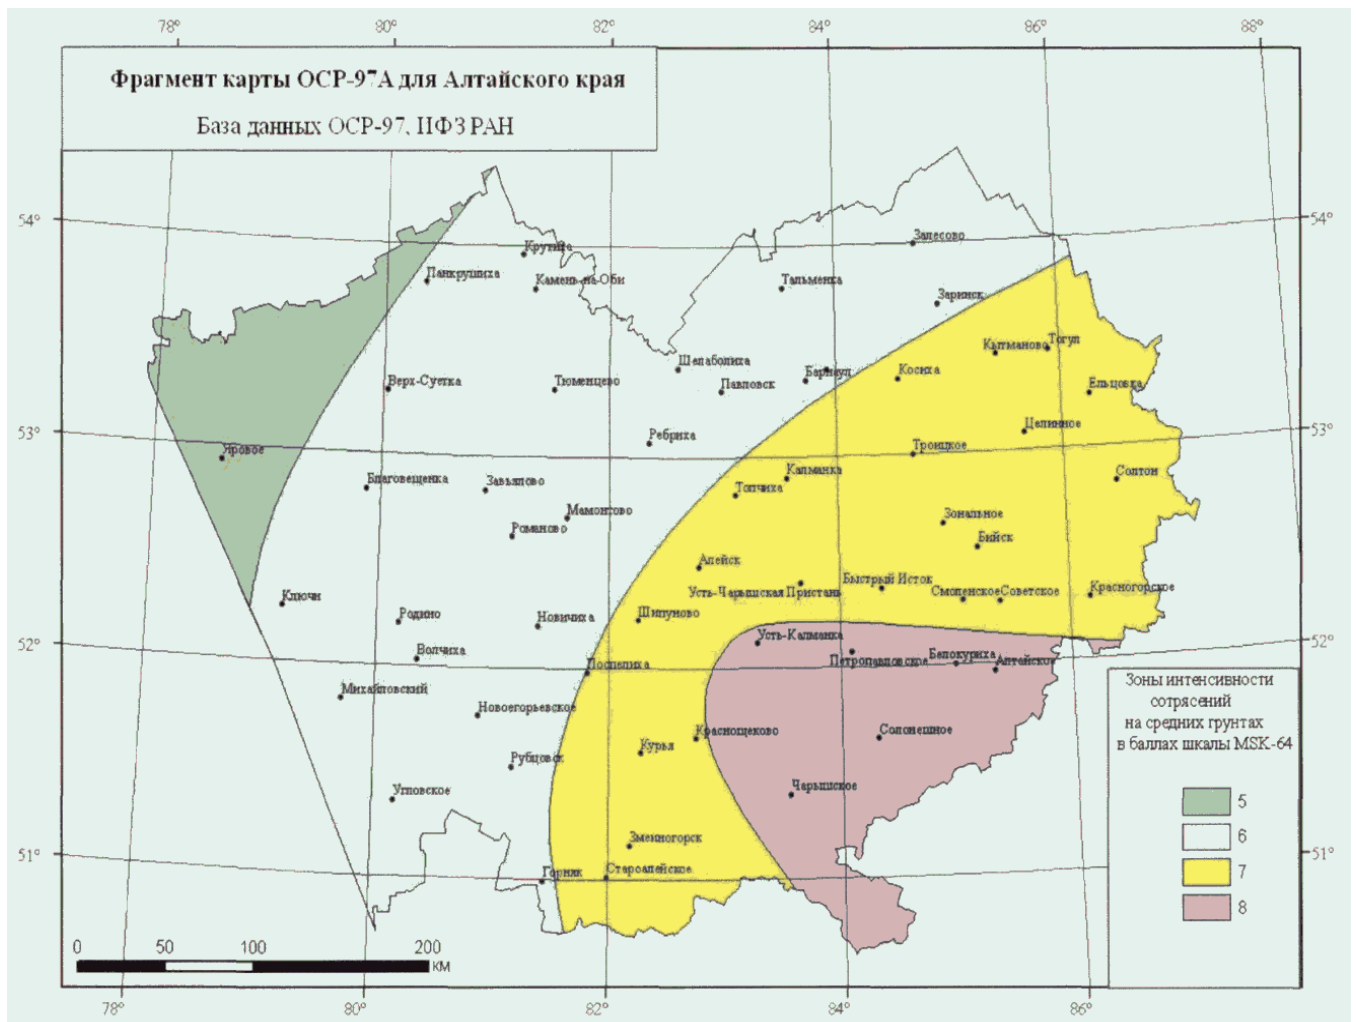 78° 80° 82° 84° 86° 88°
Фрагмент карты ОСР-97А для Алтайского края
База данных ОСР-97, ИФЗ РАН
54° 54°
Залесово
Крутиха
Панкрушиха
Камень-на-Оби
Тальменка
Заринск
Тогул
Кытманово
Шелаболиха
Косиха
Барнаул
Верх-Суетка
Тюменцево
Павловск
Ельцовка
Целинное
53° 53°
Ребриха
Троицкое
Яровое
Калманка
Солтон
Благовещенка
Завьялово
Топчиха
Мамонтово
Зональное
Романово
Бийск
Алейск
Быстрый Исток
Красногорское
Усть-Чарышская Пристань
Смоленское
Советское
Ключи
Родино
Новичиха
Шипуново
52° 52°
Усть-Калманка
Волчиха
Белокуриха
Петропавловское
Алтайское
Поспелиха
Михайловский
Новоегорьевское
Солонешное
Краснощеково
Курья
Рубцовск
Чарышское
Угловское
Змеиногорск
51° 51°
Горняк
Староалейское
Зоны интенсивности
сотрясений
на средних грунтах
в баллах шкалы MSK-64
5
6
7
8
0 50 100 200
КМ
78° 80° 82° 84° 86°